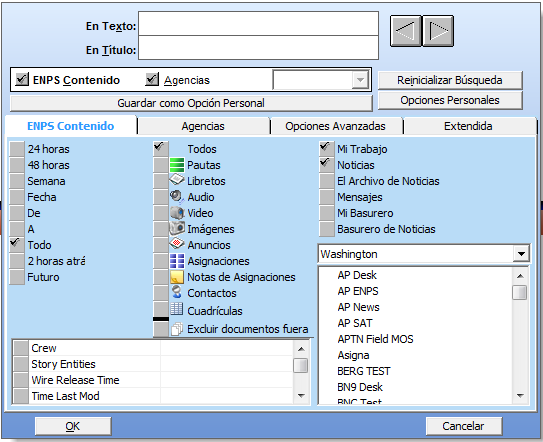 En Texto:
En Título:
ENPS Contenido
Agencias
Reinicializar Búsqueda
Guardar como Opción Personal
Opciones Personales
ENPS Contenido
Agencias
Opciones Avanzadas
Extendida
24 horas
48 horas
Semana
Fecha
De
A
Todo
2 horas atrá
Futuro
Todos
Pautas
Libretos
Audio
Video
Imágenes
Anuncios
Asignaciones
Notas de Asignaciones
Contactos
Cuadrículas
Excluir documentos fuera
Mi Trabajo
Noticias
El Archivo de Noticias
Mensajes
Mi Basurero
Basurero de Noticias
Washington
AP Desk
AP ENPS
AP News
AP SAT
APTN Field MOS
Asigna
BERG TEST
BN9 Desk
BNC Test
Crew
Story Entities
Wire Release Time
Time Last Mod
OK
Cancelar